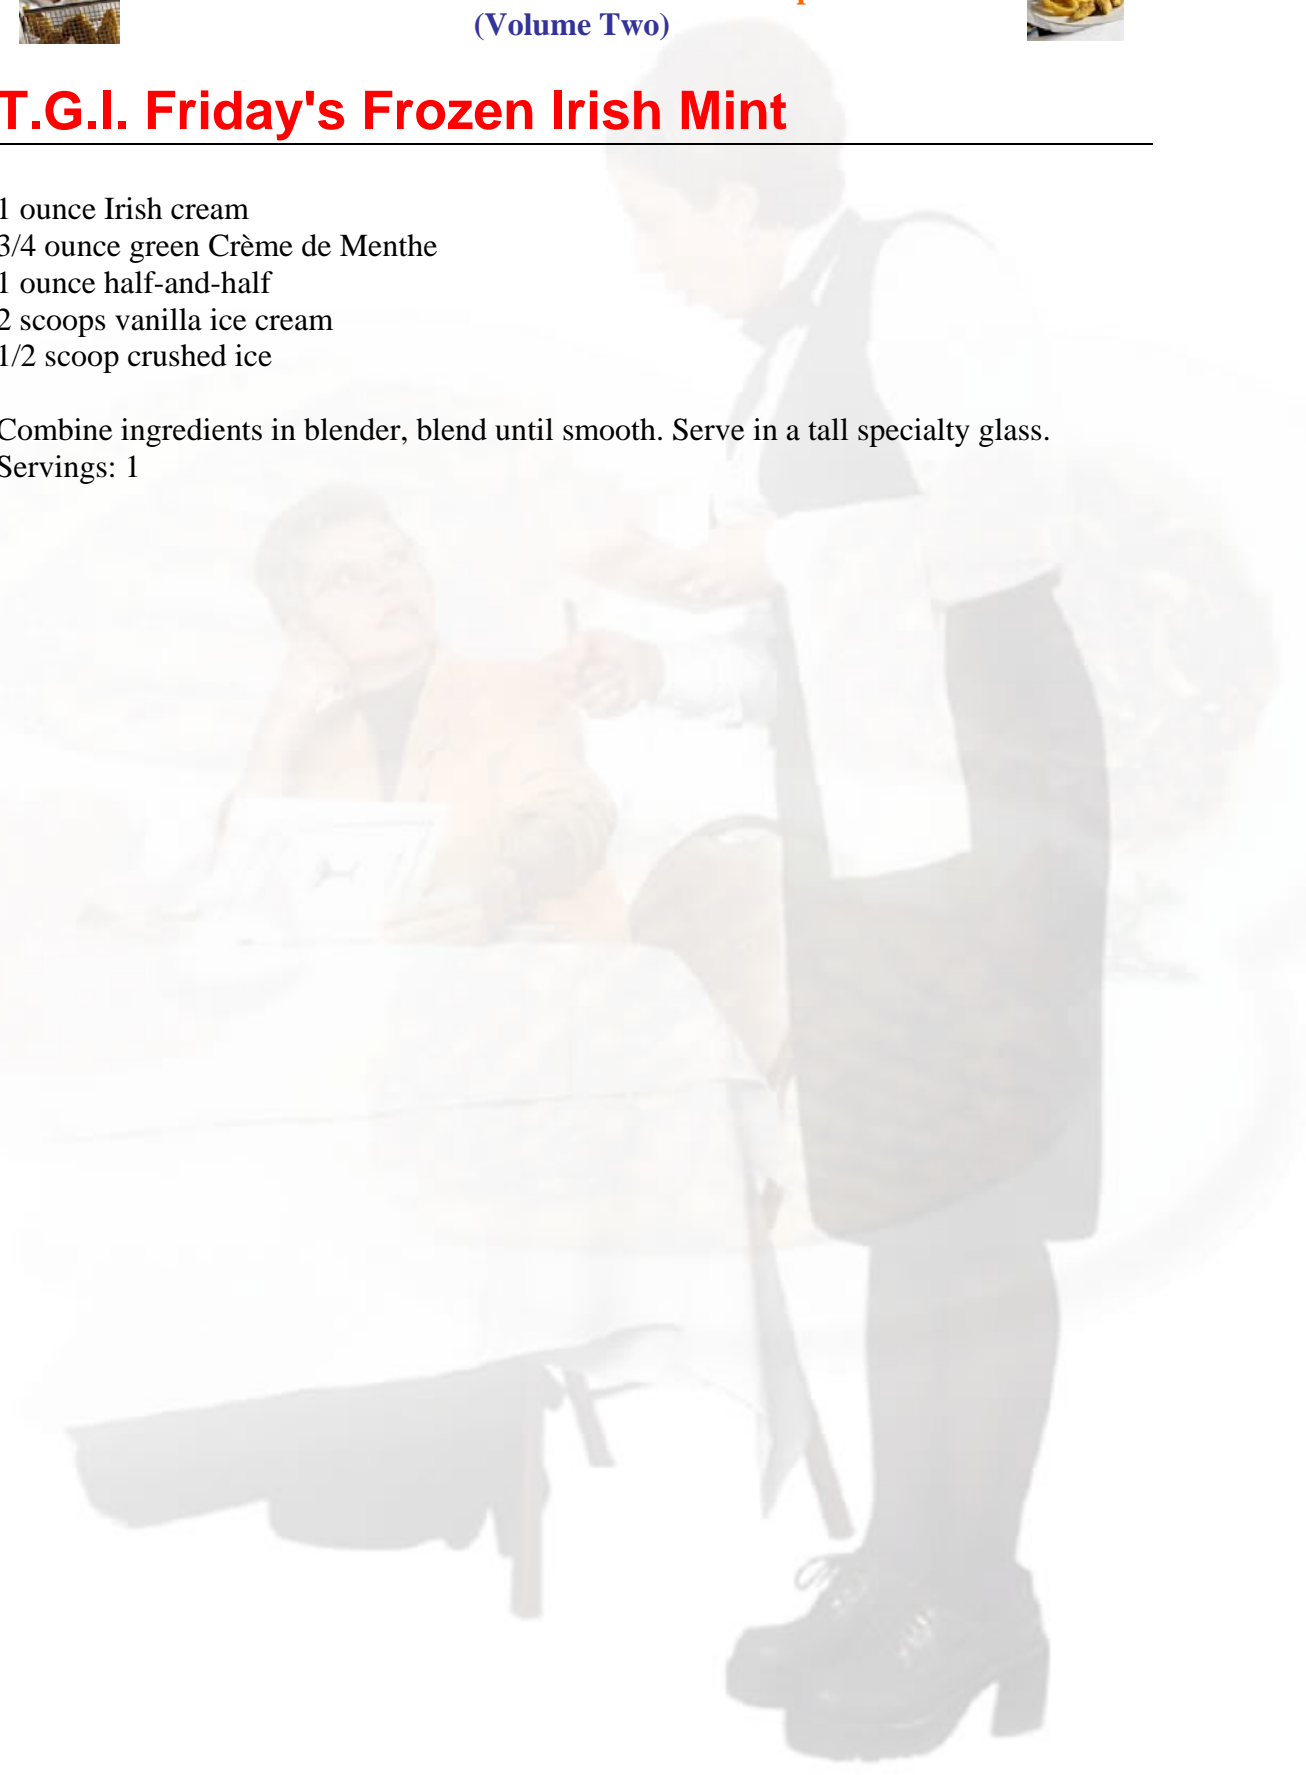 (Volume Two)
T.G.I. Friday's Frozen Irish Mint
1 ounce Irish cream
3/4 ounce green Crème de Menthe
1 ounce half-and-half
2 scoops vanilla ice cream
1/2 scoop crushed ice
Combine ingredients in blender, blend until smooth. Serve in a tall specialty glass.
Servings: 1